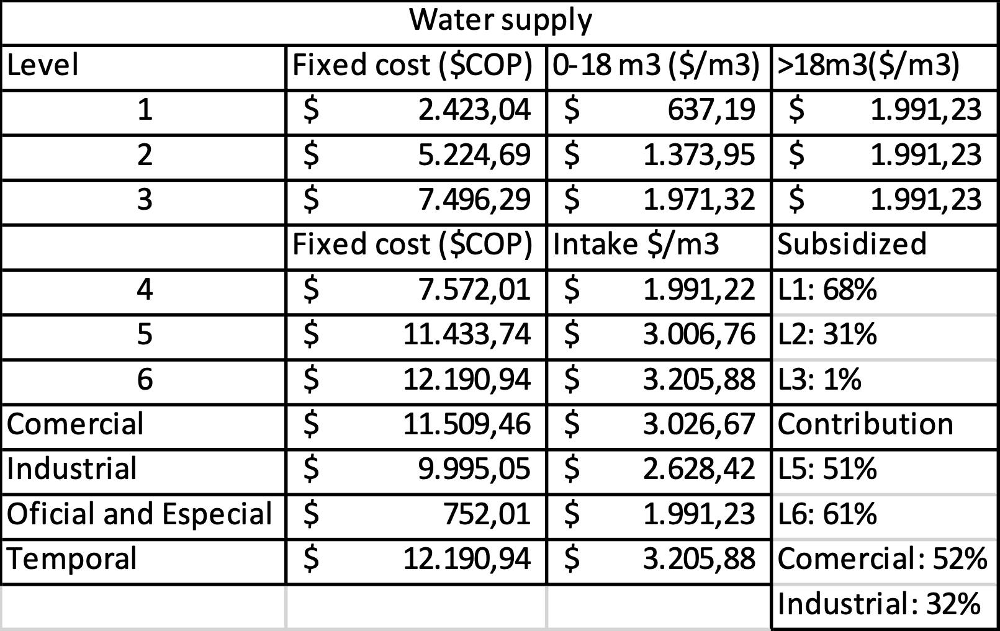 Water supply
Level Fixed cost ($COP) 0-18 m3 ($/m3) >18m3($/m3)
1 $ 2.423,04 $ 637,19 $ 1.991,23
2 $ 5.224,69 $ 1.373,95 $ 1.991,23
3 $ 7.496,29 $ 1.971,32 $ 1.991,23
Fixed cost ($COP) Intake $/m3 Subsidized
4 $ 7.572,01 $ 1.991,22 L1: 68%
5 $ 11.433,74 $ 3.006,76 L2: 31%
6 $ 12.190,94 $ 3.205,88 L3: 1%
Comercial $ 11.509,46 $ 3.026,67 Contribution
Industrial $ 9.995,05 $ 2.628,42 L5: 51%
Oficial and Especial $ 752,01 $ 1.991,23 L6: 61%
Temporal $ 12.190,94 $ 3.205,88 Comercial: 52%
Industrial: 32%